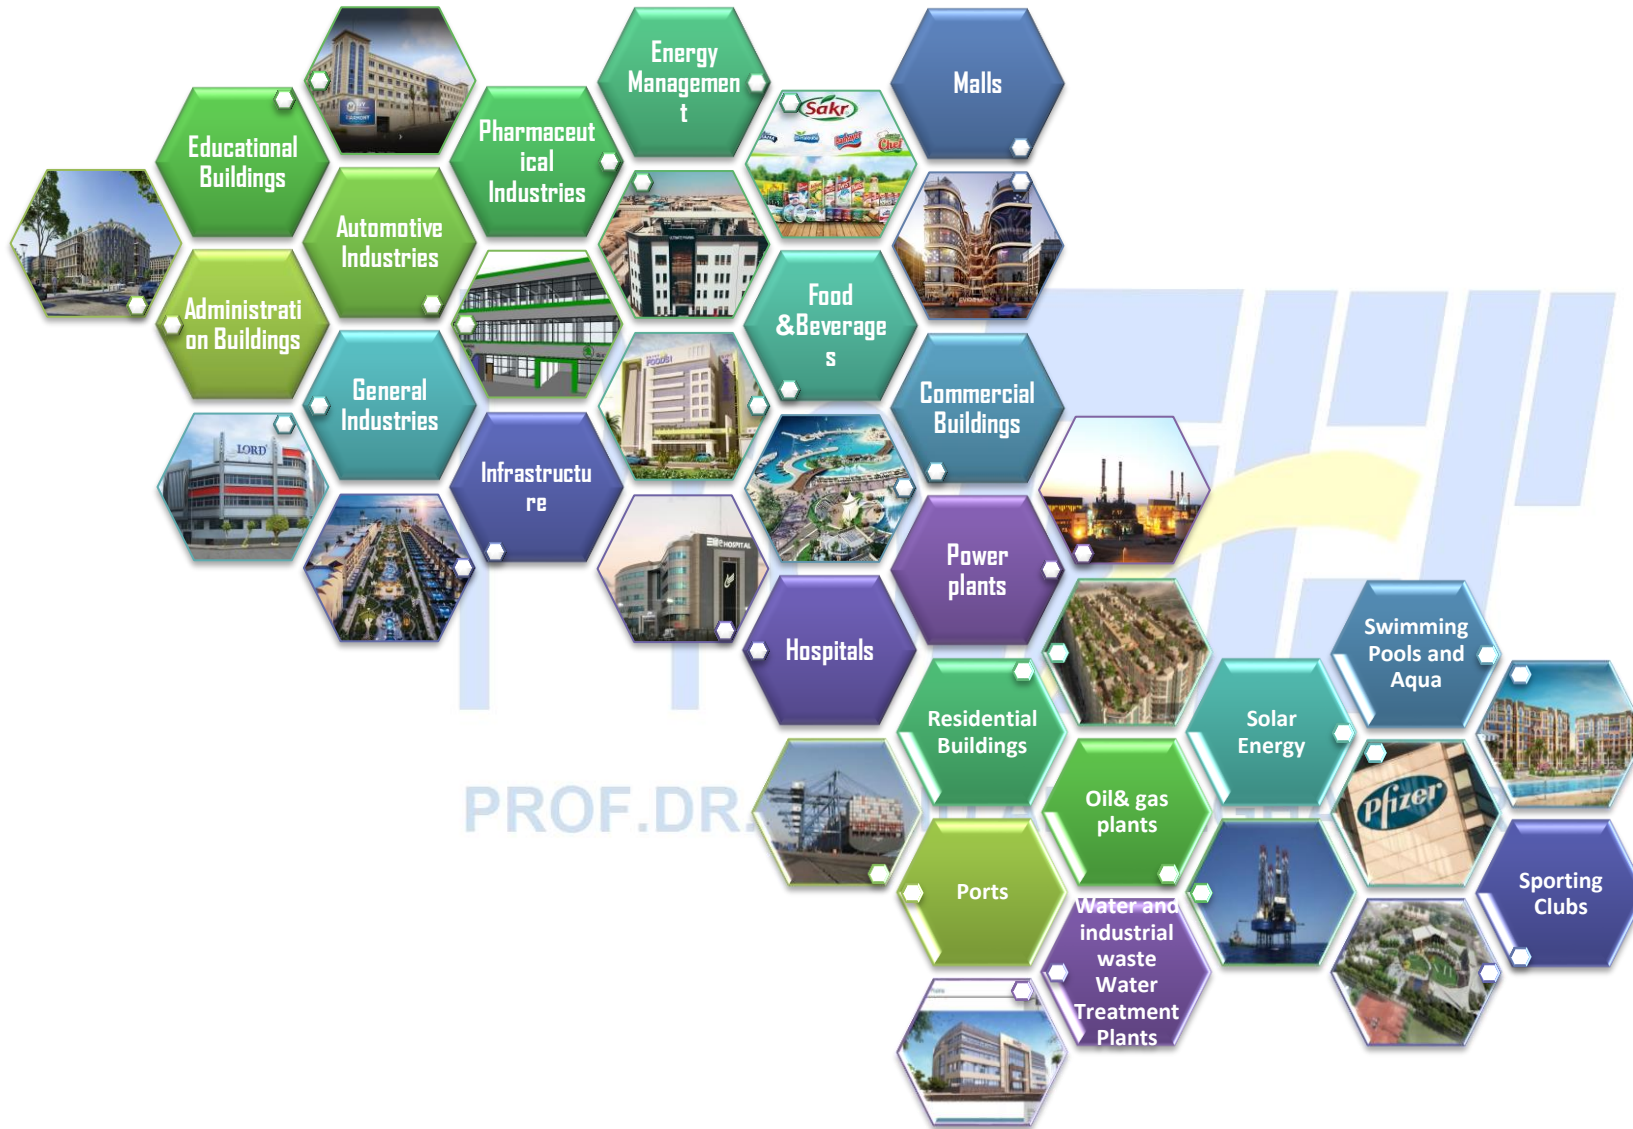 Energy
Managemen
t
Malls
Sakr
Chef
Educational
Buildings
Pharmaceut
ical
Industries
Automotive
Industries
Administrati
on Buildings
Food
&Beverage
s
General
Industries
Commercial
Buildings
LORD
Infrastructu
re
HOSPITAL
Power
plants
Hospitals
Swimming
Pools and
Aqua
Residential
Buildings
Solar
Energy
Oil& gas
plants
Pfizer
PROF.DR.
Ports
Sporting
Clubs
Water and
industrial
waste
Water
Treatment
Plants